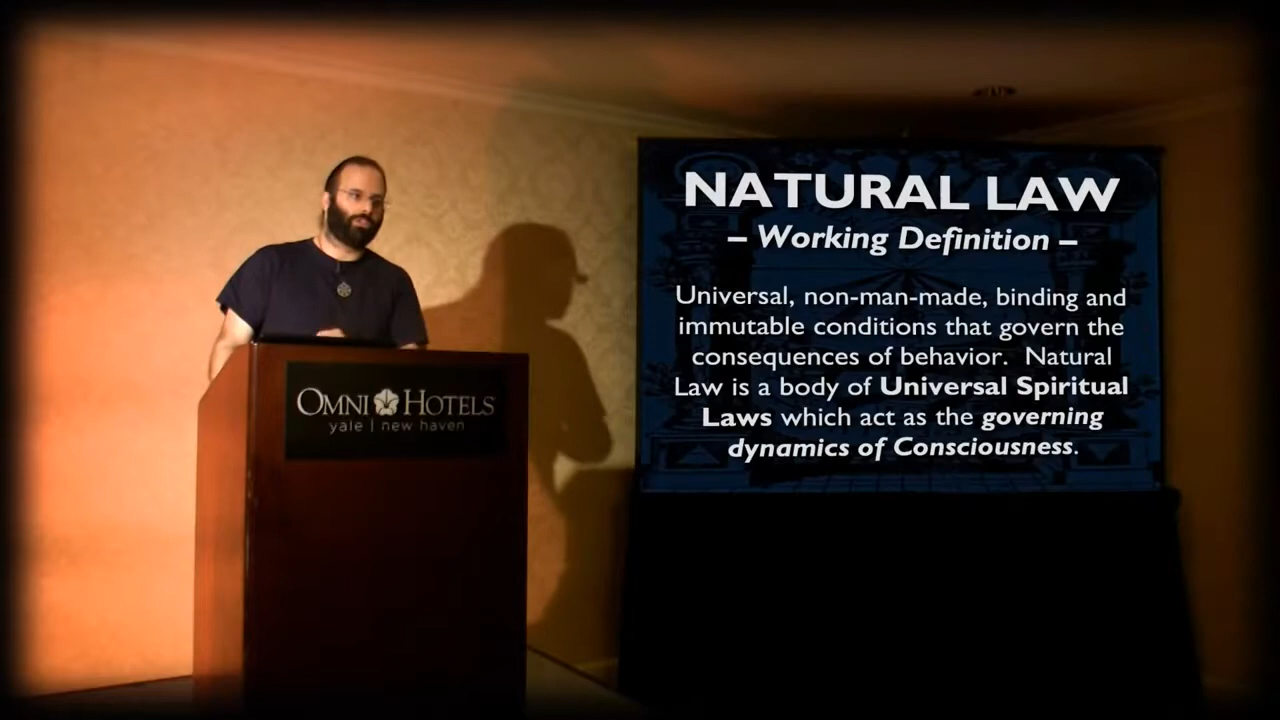 OMNI HOTELS
yale | new haven
NATURAL LAW
– Working Definition –
Universal, non-man-made, binding and
immutable conditions that govern the
consequences of behavior. Natural
Law is a body of Universal Spiritual
Laws which act as the governing
dynamics of Consciousness.